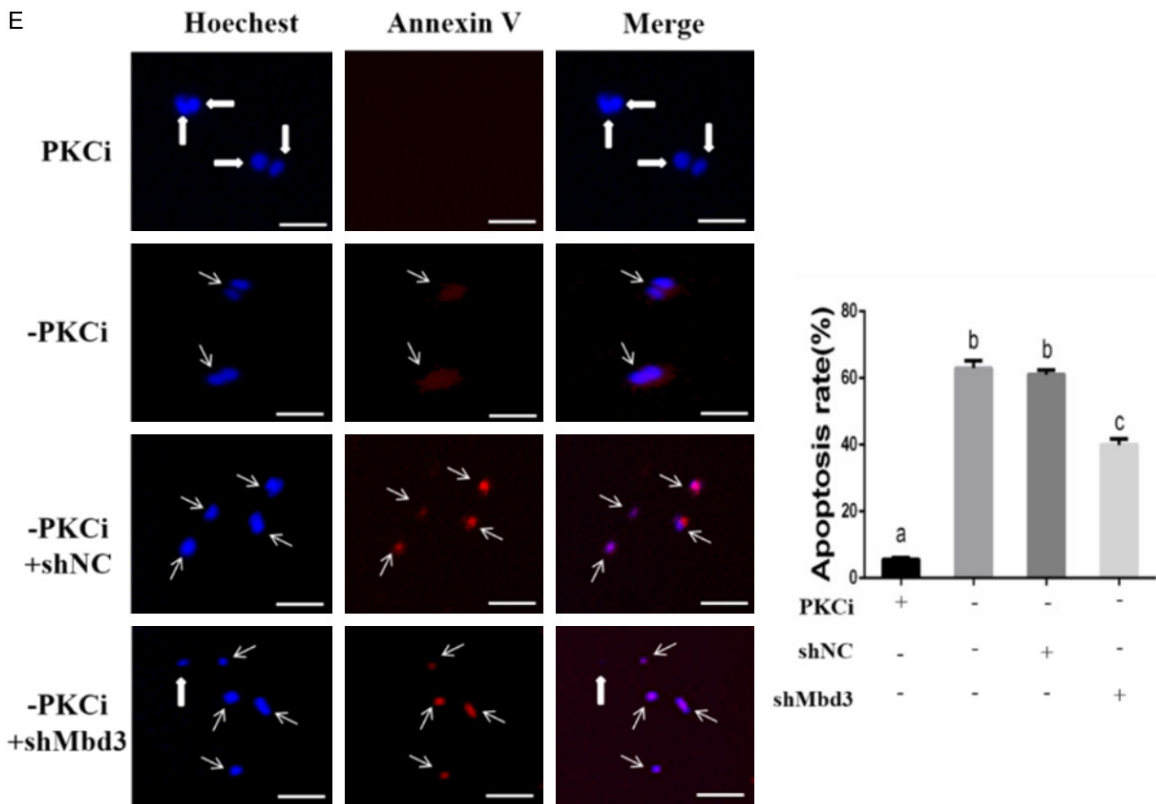 E
Hoechest Annexin V Merge
PKCi
-PKCi
-PKCi
+shNC
-PKCi
+shMbd3
Apoptosis rate(%)
80
60
40
20
0
a
b
b
c
PKCi + - - -
shNC - - + -
shMbd3 - - - +